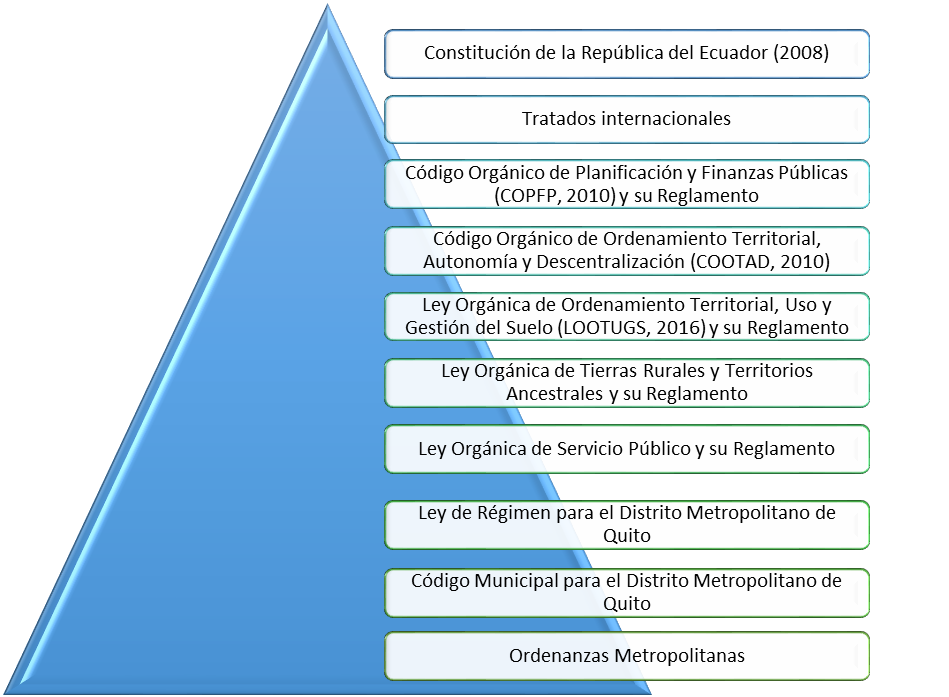 Constitución de la República del Ecuador (2008)
Tratados internacionales
Código Orgánico de Planificación y Finanzas Públicas
(COPFP, 2010) y su Reglamento
Código Orgánico de Ordenamiento Territorial,
Autonomía y Descentralización (COOTAD, 2010)
Ley Orgánica de Ordenamiento Territorial, Uso y
Gestión del Suelo (LOOTUGS, 2016) y su Reglamento
Ley Orgánica de Tierras Rurales y Territorios
Ancestrales y su Reglamento
Ley Orgánica de Servicio Público y su Reglamento
Ley de Régimen para el Distrito Metropolitano de
Quito
Código Municipal para el Distrito Metropolitano de
Quito
Ordenanzas Metropolitanas